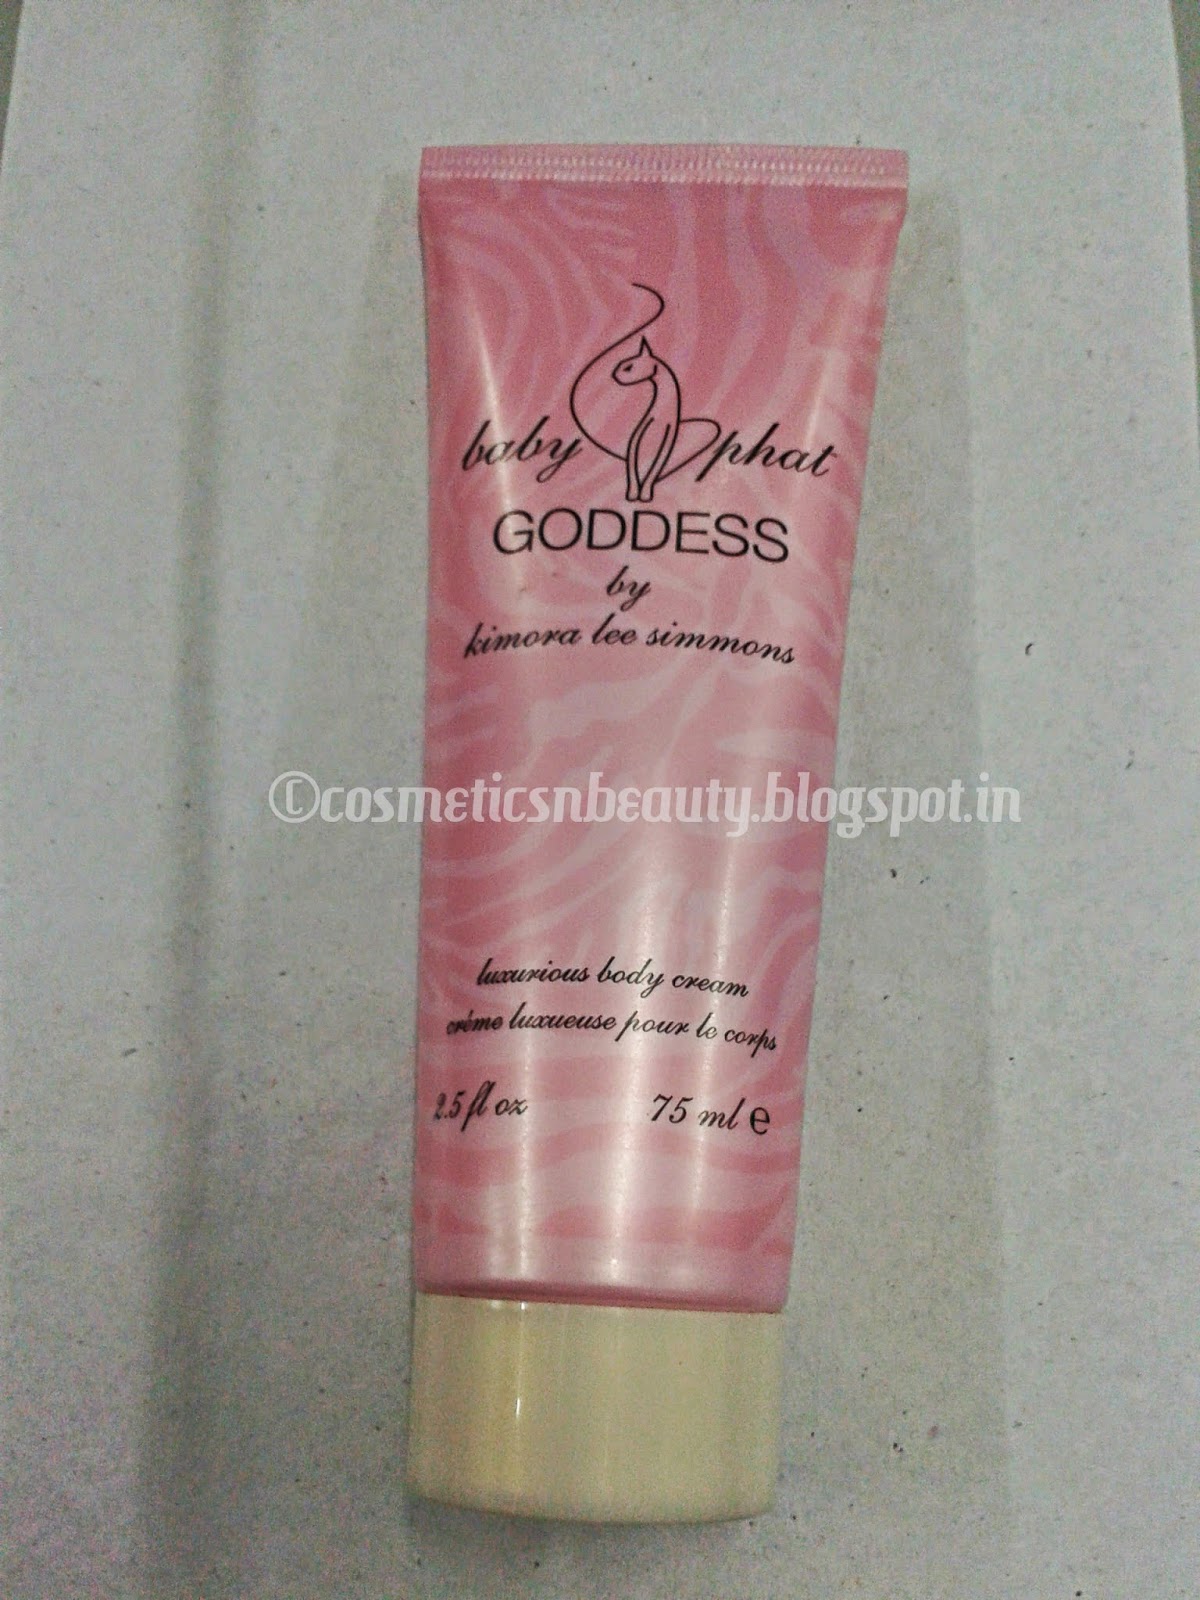 baby phat
GODDESS
by
kimora lee simmons
©cosmeticsnbeauty.blogspot.in
luxurious body cream
crème luxueuse pour le corps
2.5 fl oz 75 ml e